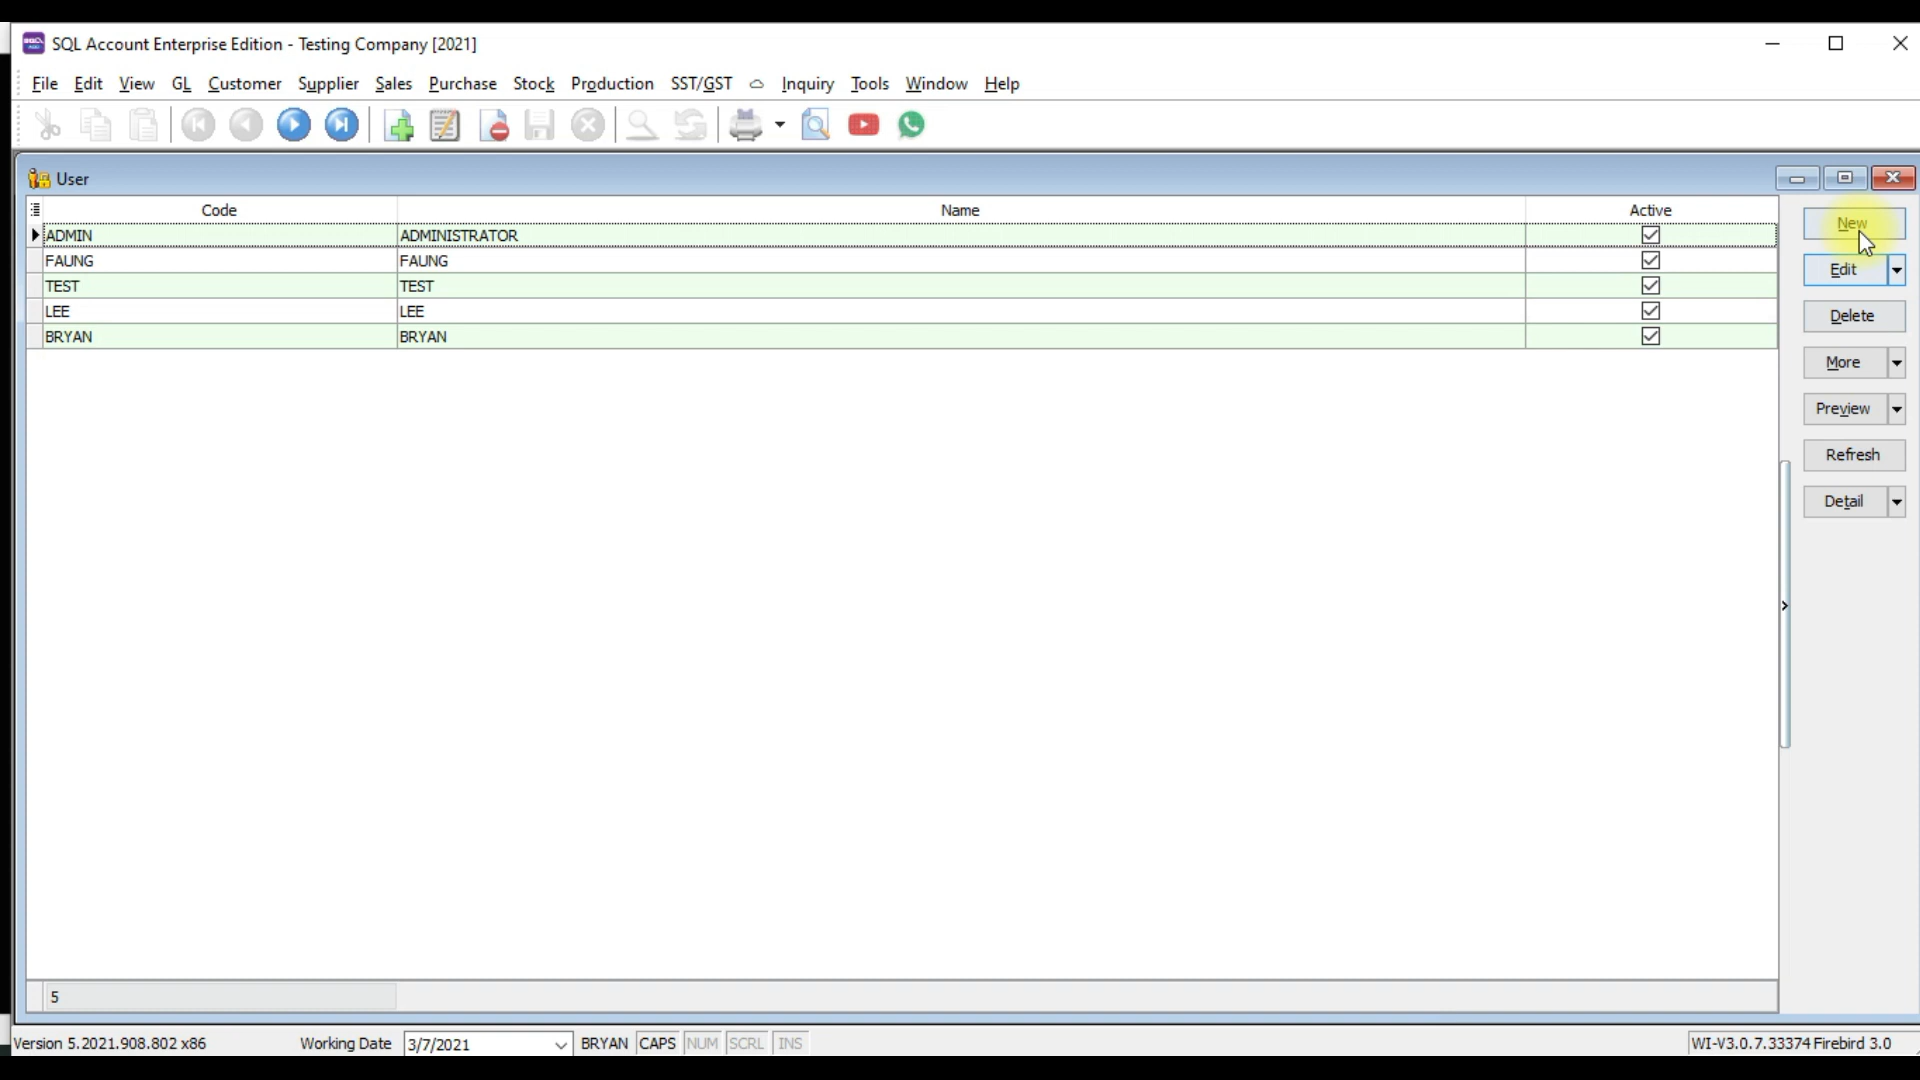 SQL Account Enterprise Edition - Testing Company [2021]
File Edit View GL Customer Supplier Sales Purchase Stock Production SST/GST Inquiry Tools Window Help
User
Code Name Active
ADMIN ADMINISTRATOR
FAUNG FAUNG
TEST TEST
LEE LEE
BRYAN BRYAN
New
Edit
Delete
More
Preview
Refresh
Detail
5
Version 5.2021.908.802 x86 Working Date 3/7/2021 BRYAN CAPS NUM SCRL INS WI-V3.0.7.33374 Firebird 3.0